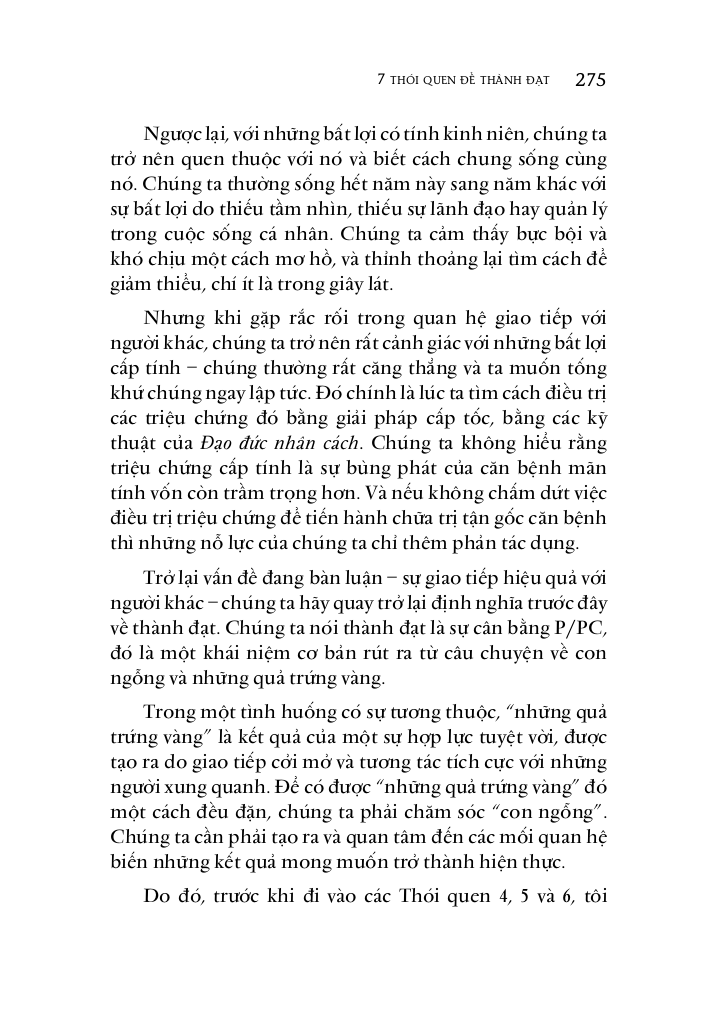 7 THÓI QUEN ĐỂ THÀNH ĐẠT 275
Ngược lại, với những bất lợi có tính kinh niên, chúng ta
trở nên quen thuộc với nó và biết cách chung sống cùng
nó. Chúng ta thường sống hết năm này sang năm khác với
sự bất lợi do thiếu tầm nhìn, thiếu sự lãnh đạo hay quản lý
trong cuộc sống cá nhân. Chúng ta cảm thấy bực bội và
khó chịu một cách mơ hồ, và thỉnh thoảng lại tìm cách để
giảm thiểu, chí ít là trong giây lát.
Nhưng khi gặp rắc rối trong quan hệ giao tiếp với
người khác, chúng ta trở nên rất cảnh giác với những bất lợi
cấp tính – chúng thường rất căng thẳng và ta muốn tống
khứ chúng ngay lập tức. Đó chính là lúc ta tìm cách điều trị
các triệu chứng đó bằng giải pháp cấp tốc, bằng các kỹ
thuật của Đạo đức nhân cách. Chúng ta không hiểu rằng
triệu chứng cấp tính là sự bùng phát của căn bệnh mãn
tính vốn còn trầm trọng hơn. Và nếu không chấm dứt việc
điều trị triệu chứng để tiến hành chữa trị tận gốc căn bệnh
thì những nỗ lực của chúng ta chỉ thêm phản tác dụng.
Trở lại vấn đề đang bàn luận – sự giao tiếp hiệu quả với
người khác – chúng ta hãy quay trở lại định nghĩa trước đây
về thành đạt. Chúng ta nói thành đạt là sự cân bằng P/PC,
đó là một khái niệm cơ bản rút ra từ câu chuyện về con
ngỗng và những quả trứng vàng.
Trong một tình huống có sự tương thuộc, “những quả
trứng vàng” là kết quả của một sự hợp lực tuyệt vời, được
tạo ra do giao tiếp cởi mở và tương tác tích cực với những
người xung quanh. Để có được “những quả trứng vàng” đó
một cách đều đặn, chúng ta phải chăm sóc “con ngỗng”.
Chúng ta cần phải tạo ra và quan tâm đến các mối quan hệ
biến những kết quả mong muốn trở thành hiện thực.
Do đó, trước khi đi vào các Thói quen 4, 5 và 6, tôi